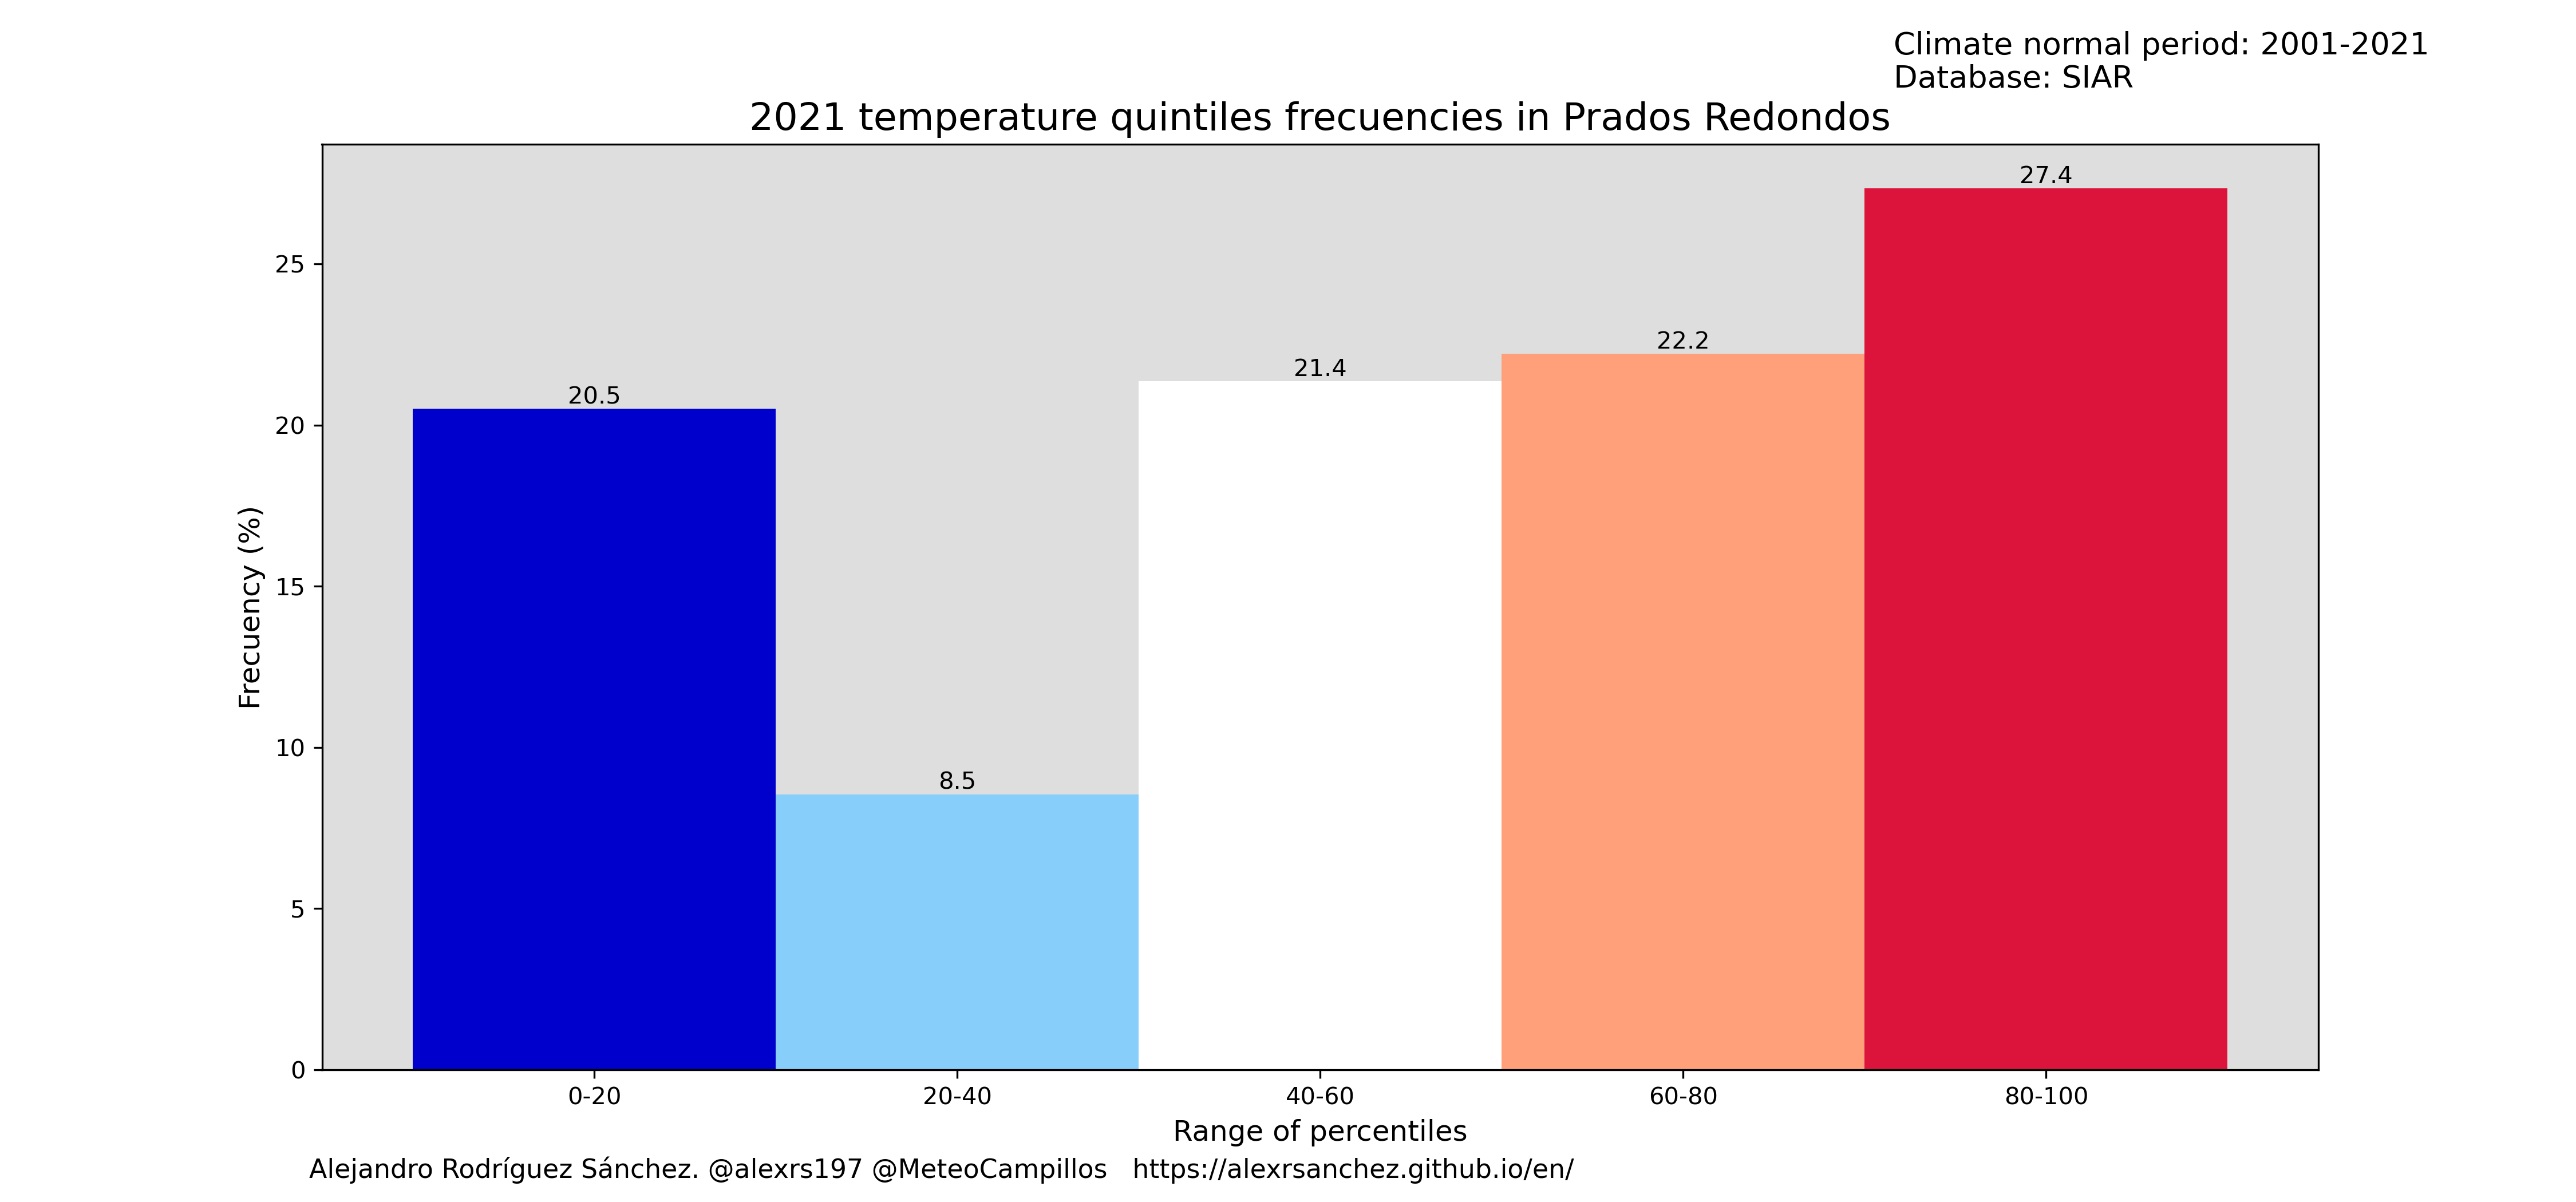 Climate normal period: 2001-2021
Database: SIAR
2021 temperature quintiles frecuencies in Prados Redondos
27.4
25
22.2
21.4
20.5
20
Frecuency (%)
15
10
8.5
5
0
0-20 20-40 40-60 60-80 80-100
Range of percentiles
Alejandro Rodríguez Sánchez. @alexrs197 @MeteoCampillos https://alexrsanchez.github.io/en/